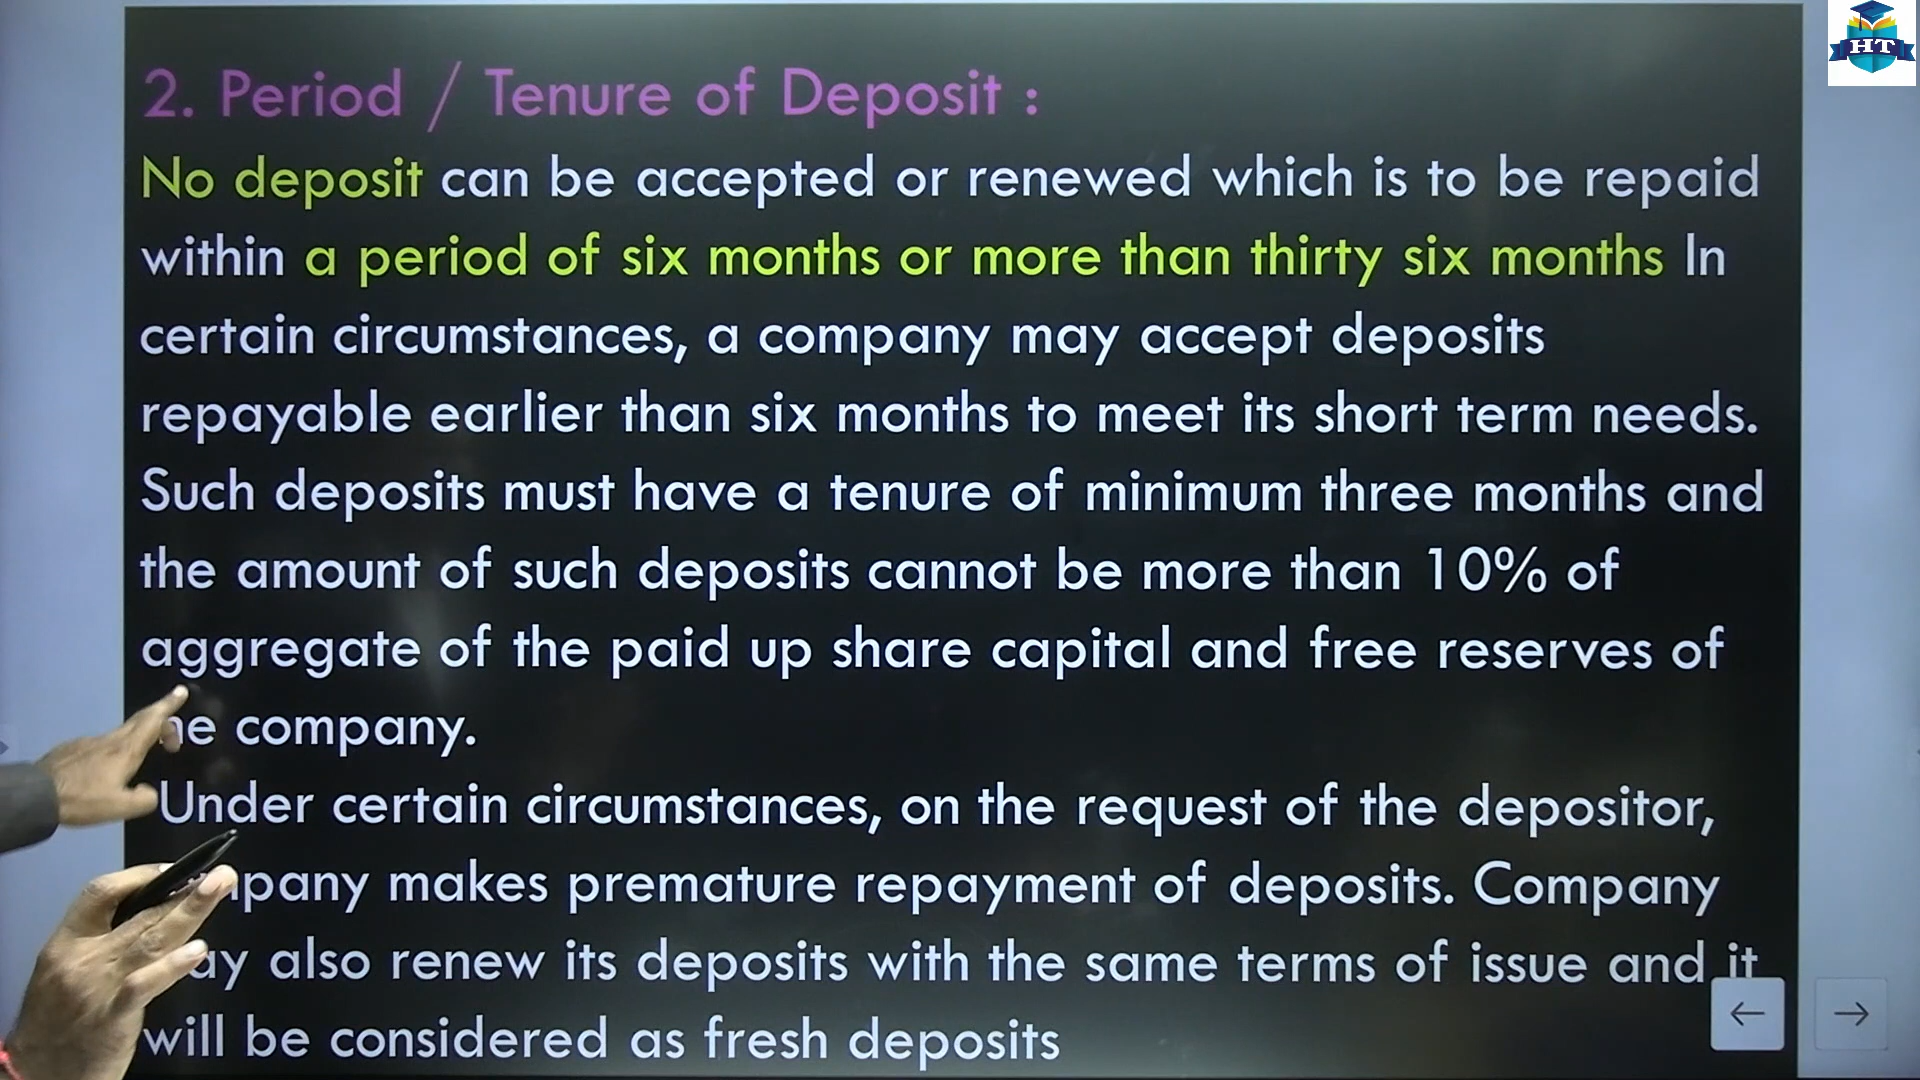 HT
2. Period / Tenure of Deposit :
No deposit can be accepted or renewed which is to be repaid
within a period of six months or more than thirty six months In
certain circumstances, a company may accept deposits
repayable earlier than six months to meet its short term needs.
Such deposits must have a tenure of minimum three months and
the amount of such deposits cannot be more than 10% of
aggregate of the paid up share capital and free reserves of
company.
Under certain circumstances, on the request of the depositor,
makes premature repayment of deposits. Company
also renew its deposits with the same terms of issue and it
will be considered as fresh deposits